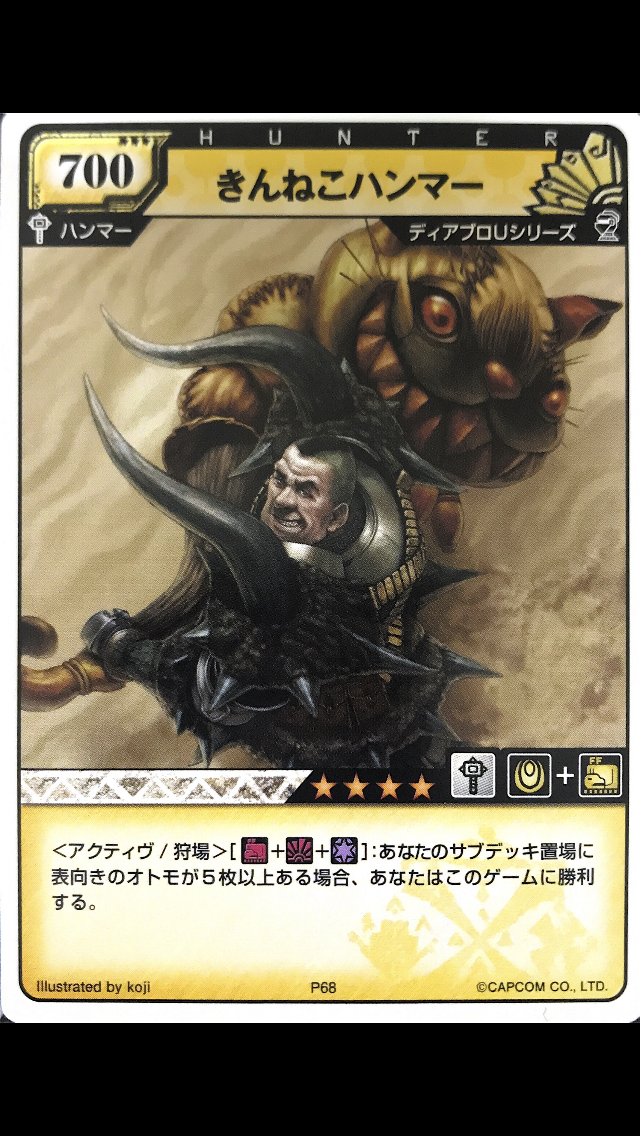 HUNTER
700
きんねこハンマー
ハンマー
ディアブロUシリーズ
FF
+
<アクティヴ / 狩場>[ + + ]:あなたのサブデッキ置場に
表向きのオトモが5枚以上ある場合、あなたはこのゲームに勝利
する。
Illustrated by koji
P68
©CAPCOM CO., LTD.